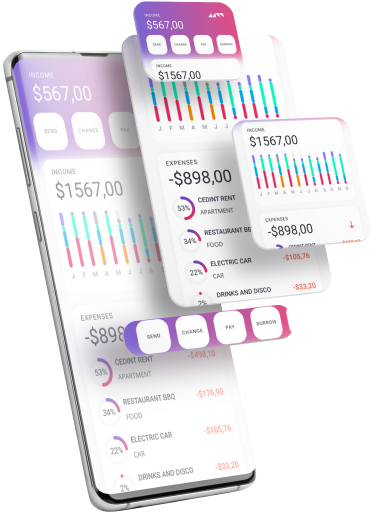 INCOME
$567,00
SEND CHANGE PAY BORROW
INCOME
$1567,00
J F M A M J J
EXPENSES
-$898,00
53% CEDINT RENT
APARTMENT
34% RESTAURANT BB
FOOD
22% ELECTRIC CAR -$105,76
CAR
2% DRINKS AND DISCO -$33,20
INCOME
$1567,00
J F M A M J J A S O N D
EXPENSES
-$898,00
CEDINT RENT
SEND CHANGE PAY BORROW
INCOME
$567,00
SEND CHANGE PAY
INCOME
$1567,00
J F M A M J J A
EXPENSES
-$898
53% CEDINT RENT -$498,10
APARTMENT
34% RESTAURANT BBQ -$176,90
FOOD
22% ELECTRIC CAR -$105,76
CAR
2% DRINKS AND DISCO -$33,20